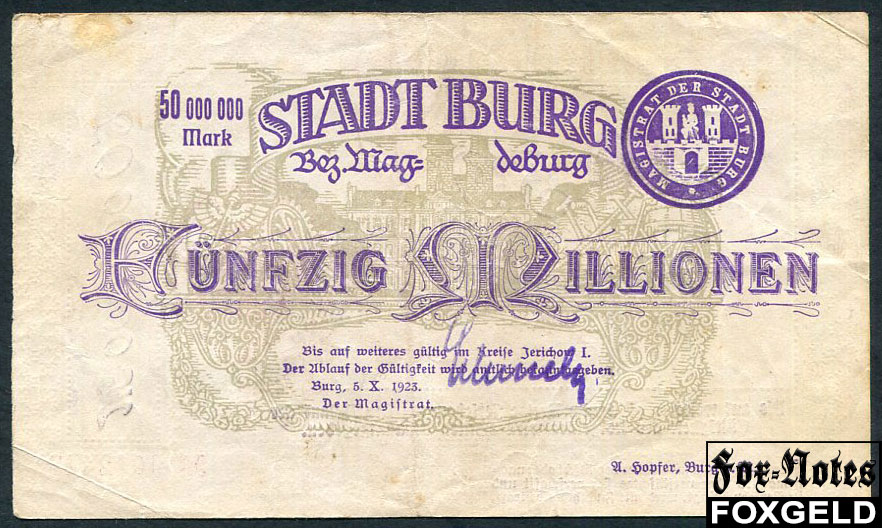 50 000 000
Mark
STADT BURG
Bez. Mag= deburg
MAGISTRAT DER STADT BURG
FÜNFZIG MILLIONEN
Bis auf weiteres gültig im Kreise Jerichow I.
Der Ablauf der Gültigkeit wird amtlich bekanntgegeben.
Burg, 5. X. 1923.
Der Magistrat.
A. Hopfer, Burg
Fox-Notes
FOXGELD